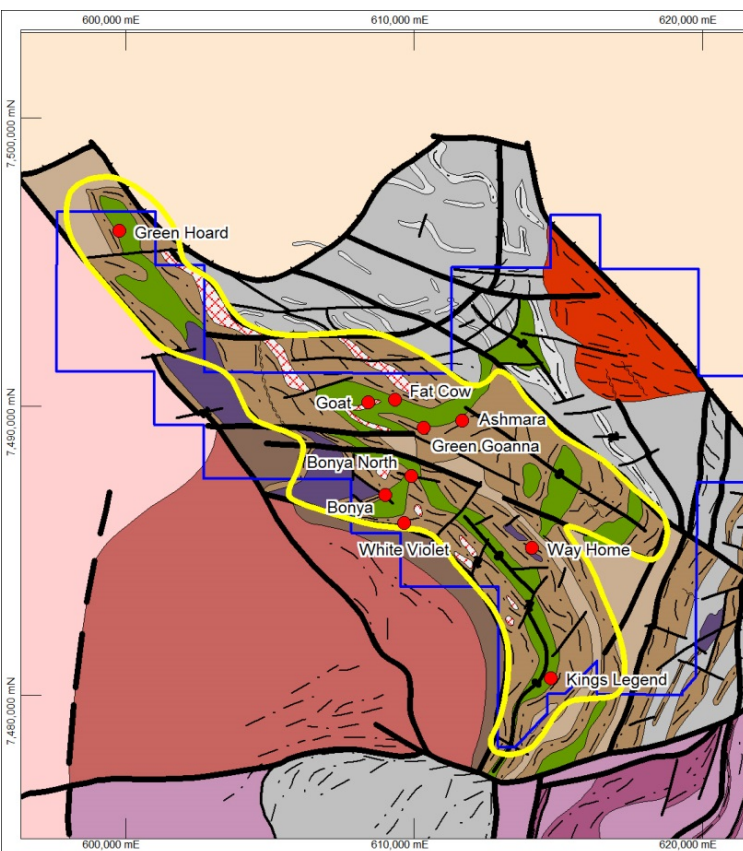 600,000 mE
610,000 mE
620,000 mE
7,500,000 mN
Green Hoard
Fat Cow
Goat
7,490,000 mN
Ashmara
Green Goanna
Bonya North
Bonya
White Violet
Way Home
Kings Legend
7,480,000 mN
600,000 mE
610,000 mE
620,000 mE